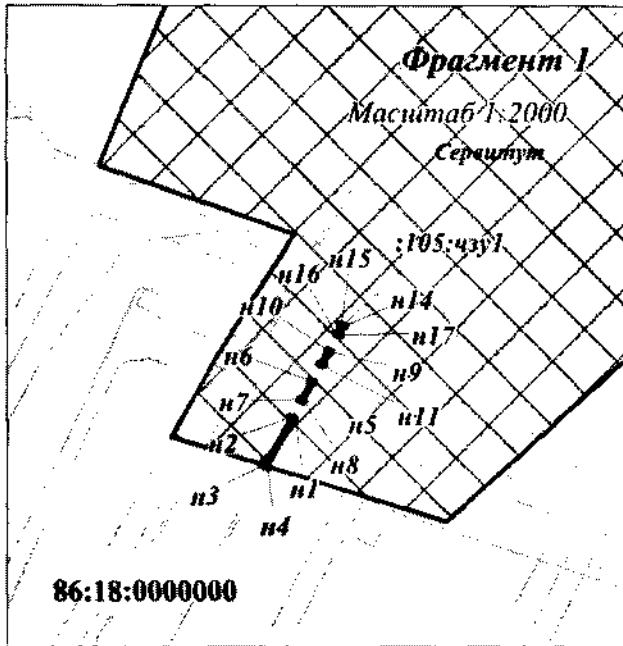 Фрагмент 1
Масштаб 1:2000
Сервитут
:105:чзу1
н15
н16
н14
н10
н17
н6
н9
н7
н5
н11
н2
н8
н3
н1
н4
86:18:0000000